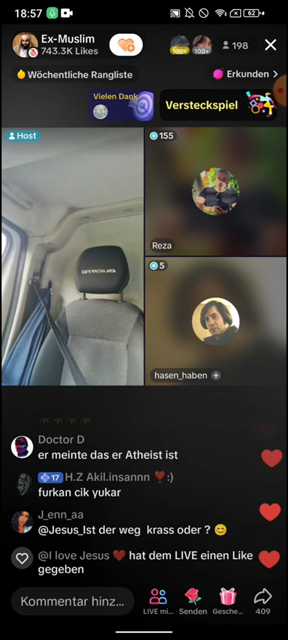 18:57
62
Ex-Muslim
743.3K Likes
100+
100+
198
Wöchentliche Rangliste
Erkunden >
Vielen Dank
Versteckspiel
Host
155
Reza
5
hasen_haben
Doctor D
er meinte das er Atheist ist
17 H.Z Akil.insannn ❣️:)
furkan cik yukar
J_enn_aa
@Jesus_Ist der weg krass oder ? 😊
@I love Jesus ❤️ hat dem LIVE einen Like
gegeben
Kommentar hinz...
LIVE mi...
Senden
Gesche...
409